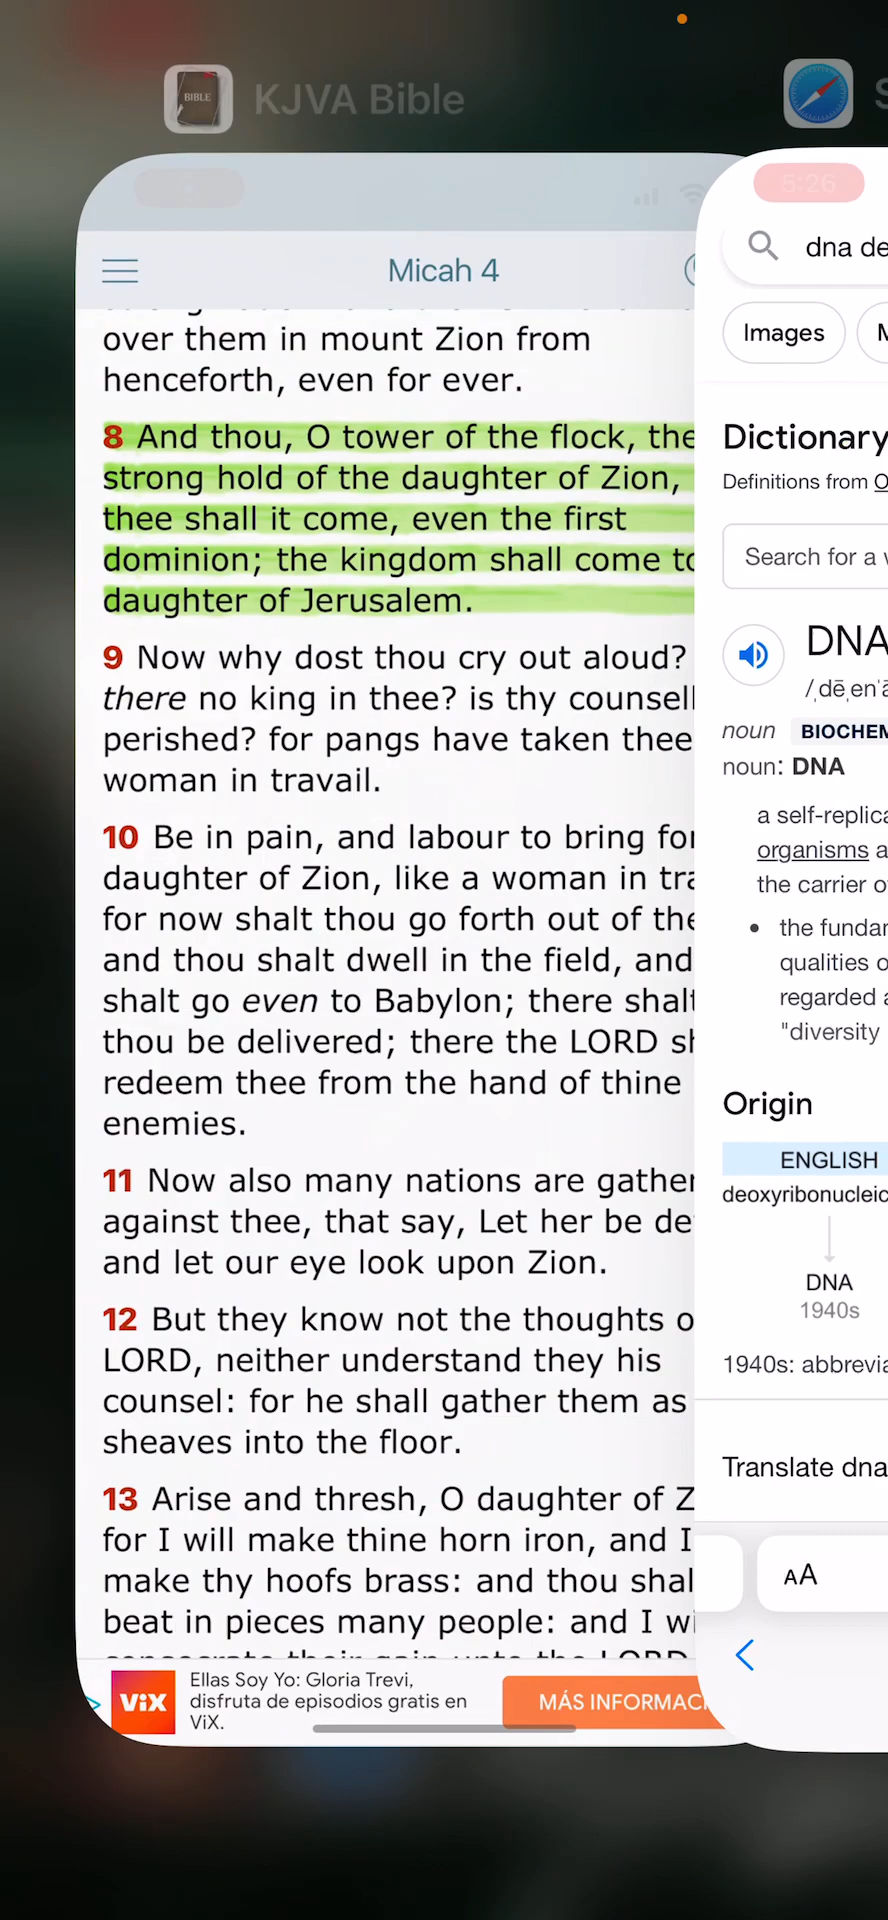 BIBLE
KJVA Bible
Micah 4
over them in mount Zion from
henceforth, even for ever.
8 And thou, O tower of the flock, the
strong hold of the daughter of Zion,
thee shall it come, even the first
dominion; the kingdom shall come to
daughter of Jerusalem.
9 Now why dost thou cry out aloud?
there no king in thee? is thy counsell
perished? for pangs have taken thee
woman in travail.
10 Be in pain, and labour to bring for
daughter of Zion, like a woman in tra
for now shalt thou go forth out of the
and thou shalt dwell in the field, and
shalt go even to Babylon; there shalt
thou be delivered; there the LORD sh
redeem thee from the hand of thine
enemies.
11 Now also many nations are gather
against thee, that say, Let her be de
and let our eye look upon Zion.
12 But they know not the thoughts o
LORD, neither understand they his
counsel: for he shall gather them as
sheaves into the floor.
13 Arise and thresh, O daughter of Z
for I will make thine horn iron, and I
make thy hoofs brass: and thou shal
beat in pieces many people: and I wi
consecrate their gain unto the LORD
ViX
Ellas Soy Yo: Gloria Trevi,
disfruta de episodios gratis en
ViX.
MÁS INFORMACI
5:26
dna de
Images
Dictionary
Definitions from O
Search for a w
DNA
/ˌdēˌenˈā
noun BIOCHEM
noun: DNA
a self-replica
organisms a
the carrier o
• the fundar
qualities o
regarded a
"diversity
Origin
ENGLISH
deoxyribonucleic
DNA
1940s
1940s: abbrevia
Translate dna
AA